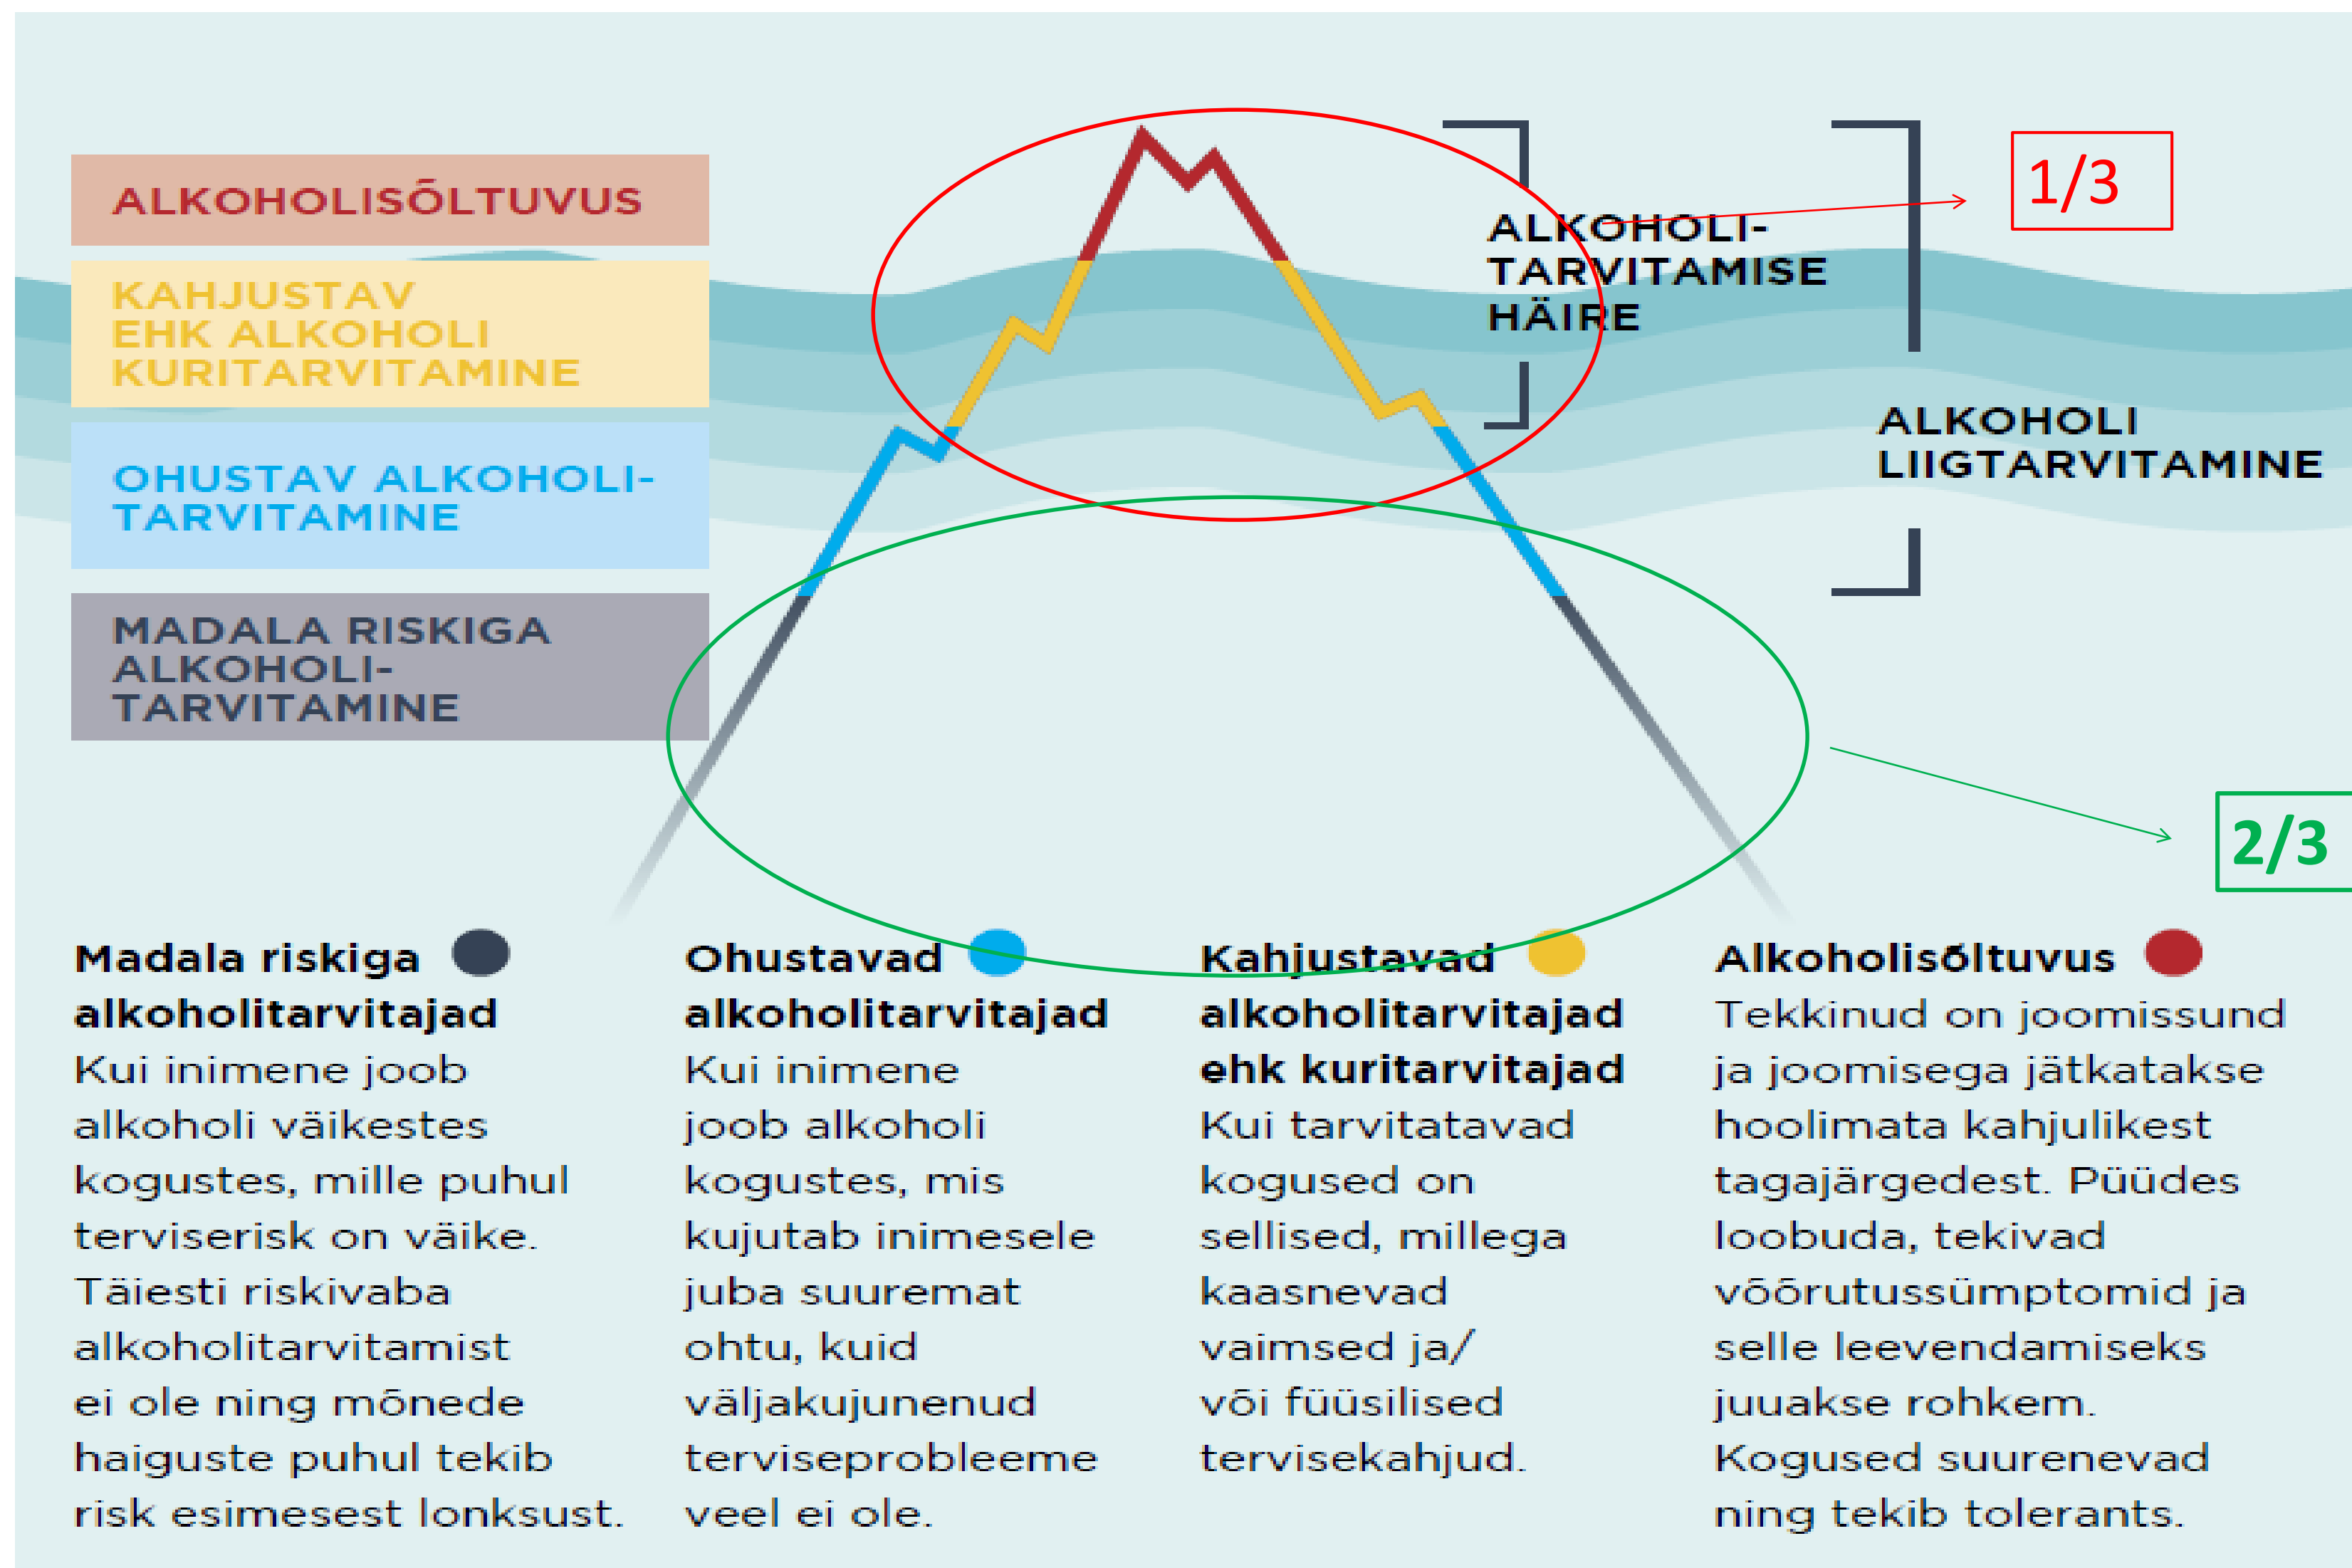 ALKOHOLISÕLTUVUS
KAHJUSTAV
EHK ALKOHOLI
KURITARVITAMINE
OHUSTAV ALKOHOLI-
TARVITAMINE
MADALA RISKIGA
ALKOHOLI-
TARVITAMINE
ALKOHOLI-
TARVITAMISE
HÄIRE
1/3
ALKOHOLI
LIIGTARVITAMINE
2/3
Madala riskiga
alkoholitarvitajad
Kui inimene joob
alkoholi väikestes
kogustes, mille puhul
terviserisk on väike.
Täiesti riskivaba
alkoholitarvitamist
ei ole ning mõnede
haiguste puhul tekib
risk esimesest lonksust.
Ohustavad
alkoholitarvitajad
Kui inimene
joob alkoholi
kogustes, mis
kujutab inimesele
juba suuremat
ohtu, kuid
väljakujunenud
terviseprobleeme
veel ei ole.
Kahjustavad
alkoholitarvitajad
ehk kuritarvitajad
Kui tarvitatavad
kogused on
sellised, millega
kaasnevad
vaimsed ja/
või füüsilised
tervisekahjud.
Alkoholisõltuvus
Tekkinud on joomissund
ja joomisega jätkatakse
hoolimata kahjulikest
tagajärgedest. Püüdes
loobuda, tekivad
võõrutussümptomid ja
selle leevendamiseks
juuakse rohkem.
Kogused suurenevad
ning tekib tolerants.